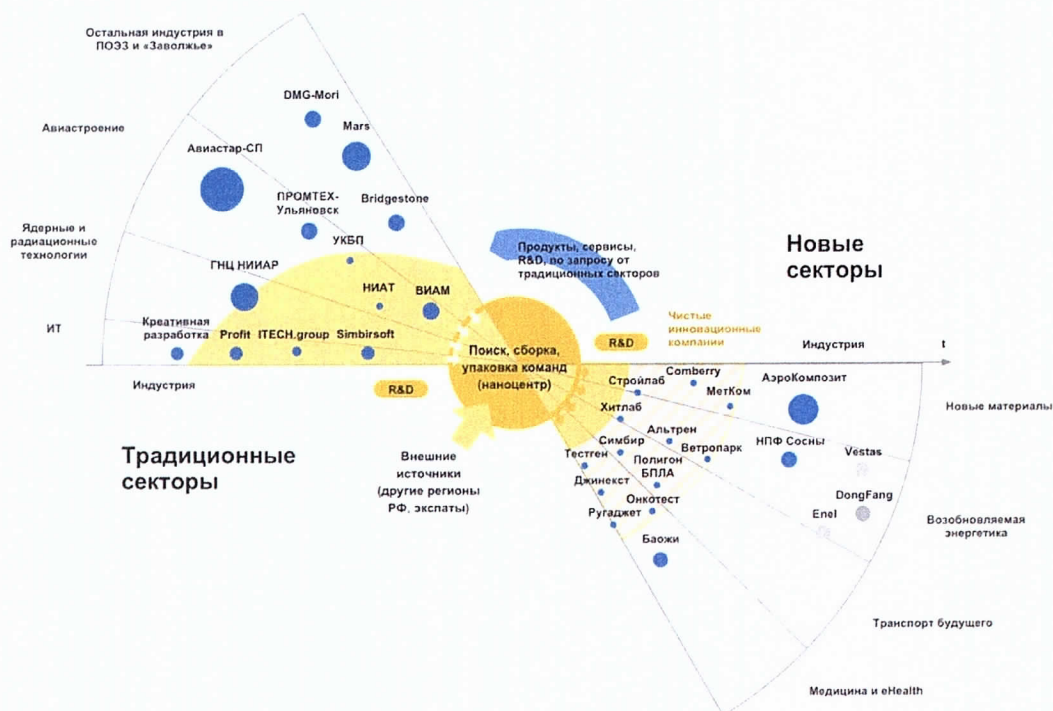 Остальная индустрия в
ПОЭЗ и «Заволжье»
DMG-Mori
Mars
Авиастроение
Авиастар-СП
ПРОМТЕХ-
Ульяновск
Bridgestone
Ядерные и
радиационные
технологии
УКБП
ГНЦ НИИАР
НИАТ
ВИАМ
ИТ
Креативная
разработка
Profit
ITECH.group
Simbirsoft
Индустрия
R&D
Традиционные
секторы
Поиск, сборка,
упаковка команд
(наноцентр)
Внешние
источники
(другие регионы
РФ, экспаты)
Продукты, сервисы,
R&D, по запросу от
традиционных секторов
Новые
секторы
R&D
Чистые
инновационные
компании
Индустрия
t
Стройлаб
Comberry
МетКом
АэроКомпозит
Новые материалы
Хитлаб
Альтрен
Ветропарк
НПФ Сосны
Vestas
Симбир
Полигон
БПЛА
DongFang
Enel
Возобновляемая
энергетика
Тестген
Джинекст
Онкотест
Ругаджет
Баожи
Транспорт будущего
Медицина и eHealth